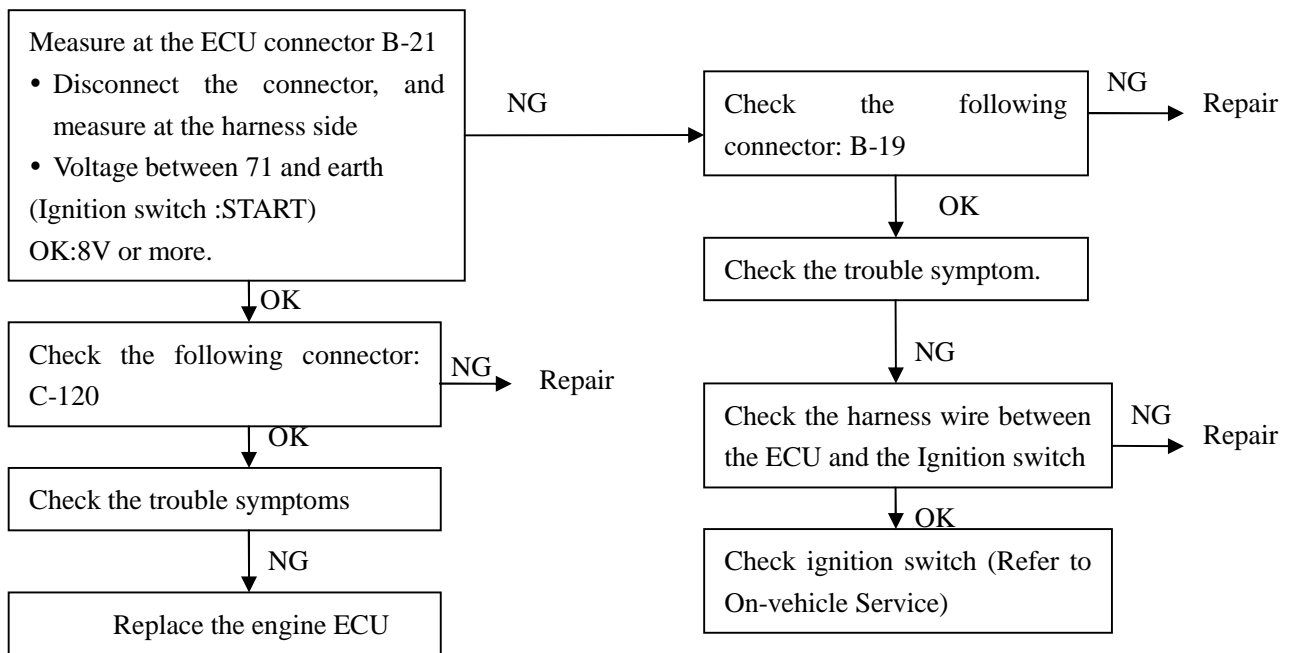 Measure at the ECU connector B-21
• Disconnect the connector, and
measure at the harness side
• Voltage between 71 and earth
(Ignition switch :START)
OK:8V or more.
NG
Check the following
connector: B-19
NG
Repair
OK
Check the trouble symptom.
OK
Check the following connector:
C-120
NG
Repair
NG
Check the harness wire between
the ECU and the Ignition switch
NG
Repair
OK
Check the trouble symptoms
OK
Check ignition switch (Refer to
On-vehicle Service)
NG
Replace the engine ECU